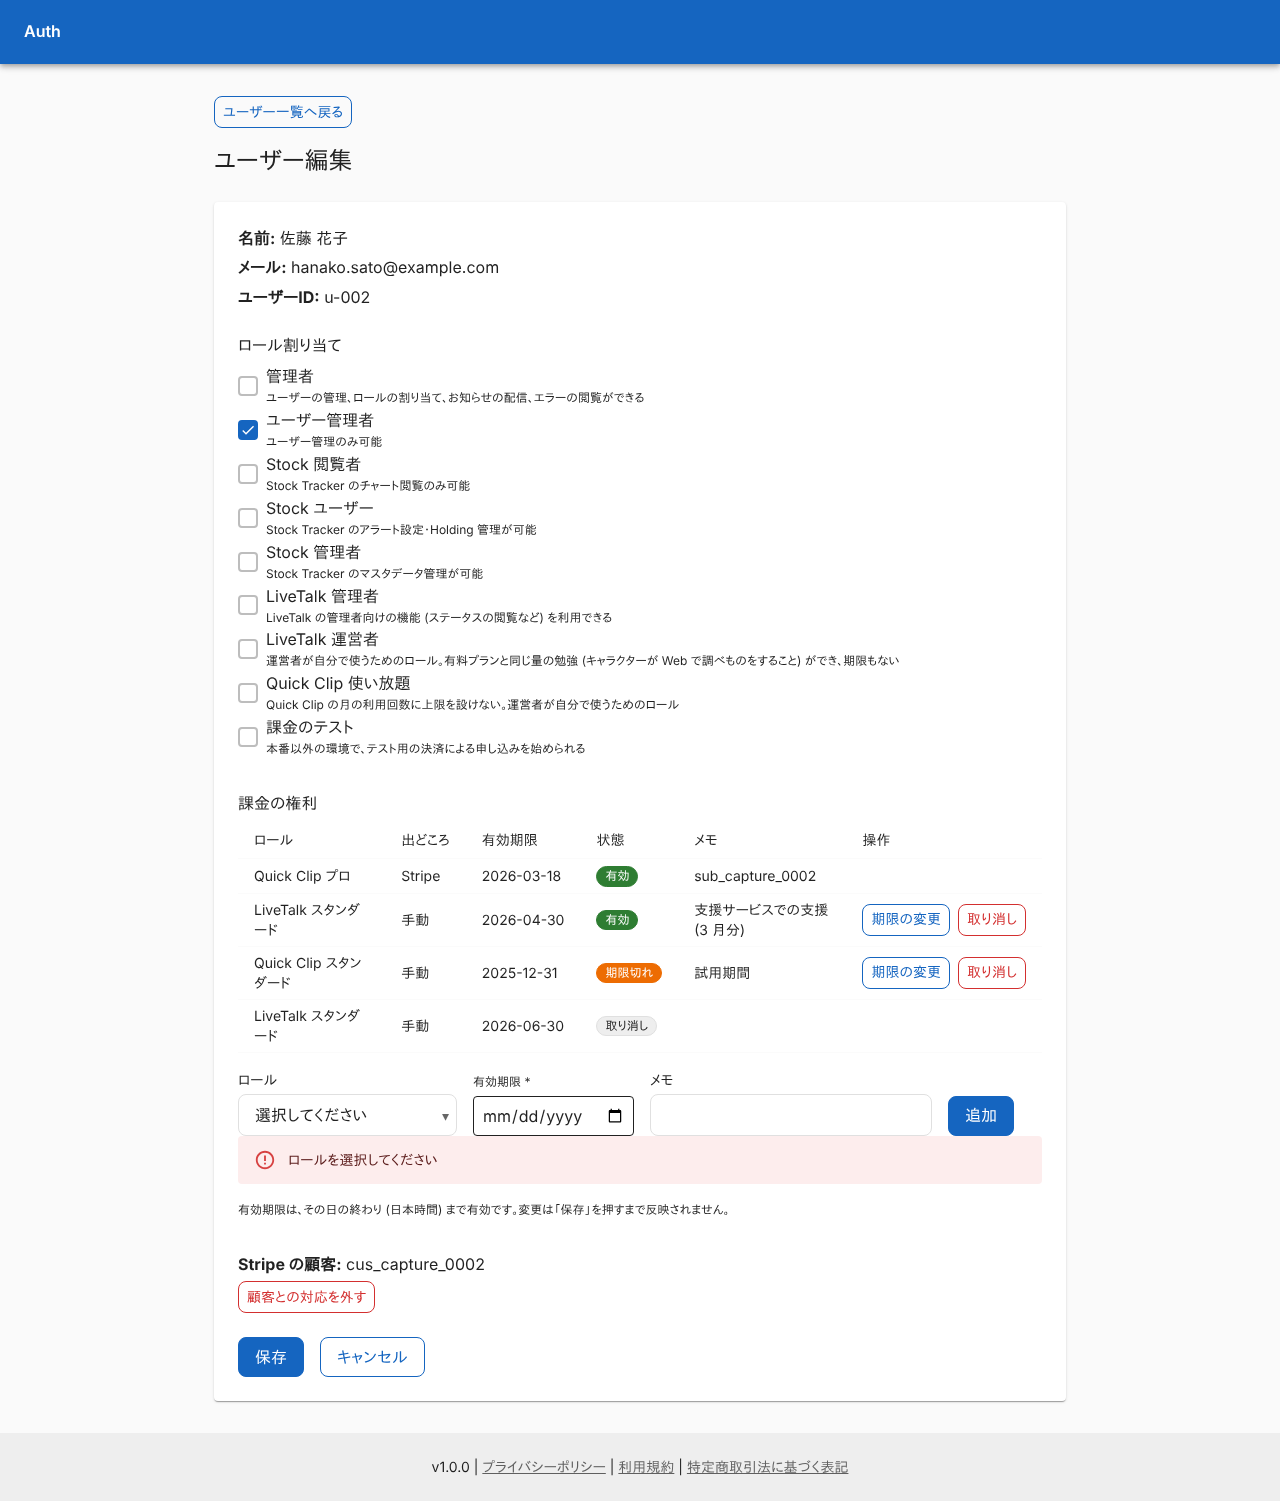 Auth
ユーザー一覧へ戻る
ユーザー編集
名前: 佐藤 花子
メール: hanako.sato@example.com
ユーザーID: u-002
ロール割り当て
管理者
ユーザーの管理、ロールの割り当て、お知らせの配信、エラーの閲覧ができる
ユーザー管理者
ユーザー管理のみ可能
Stock 閲覧者
Stock Tracker のチャート閲覧のみ可能
Stock ユーザー
Stock Tracker のアラート設定・Holding 管理が可能
Stock 管理者
Stock Tracker のマスタデータ管理が可能
LiveTalk 管理者
LiveTalk の管理者向けの機能 (ステータスの閲覧など) を利用できる
LiveTalk 運営者
運営者が自分で使うためのロール。有料プランと同じ量の勉強 (キャラクターが Web で調べものをすること) ができ、期限もない
Quick Clip 使い放題
Quick Clip の月の利用回数に上限を設けない。運営者が自分で使うためのロール
課金のテスト
本番以外の環境で、テスト用の決済による申し込みを始められる
課金の権利
ロール 出どころ 有効期限 状態 メモ 操作
Quick Clip プロ Stripe 2026-03-18 有効 sub_capture_0002
LiveTalk スタンダード 手動 2026-04-30 有効 支援サービスでの支援 (3 月分) 期限の変更 取り消し
Quick Clip スタンダード 手動 2025-12-31 期限切れ 試用期間 期限の変更 取り消し
LiveTalk スタンダード 手動 2026-06-30 取り消し
ロール 有効期限 * メモ
選択してください mm/dd/yyyy 追加
ロールを選択してください
有効期限は、その日の終わり (日本時間) まで有効です。変更は「保存」を押すまで反映されません。
Stripe の顧客: cus_capture_0002
顧客との対応を外す
保存 キャンセル
v1.0.0 | プライバシーポリシー | 利用規約 | 特定商取引法に基づく表記